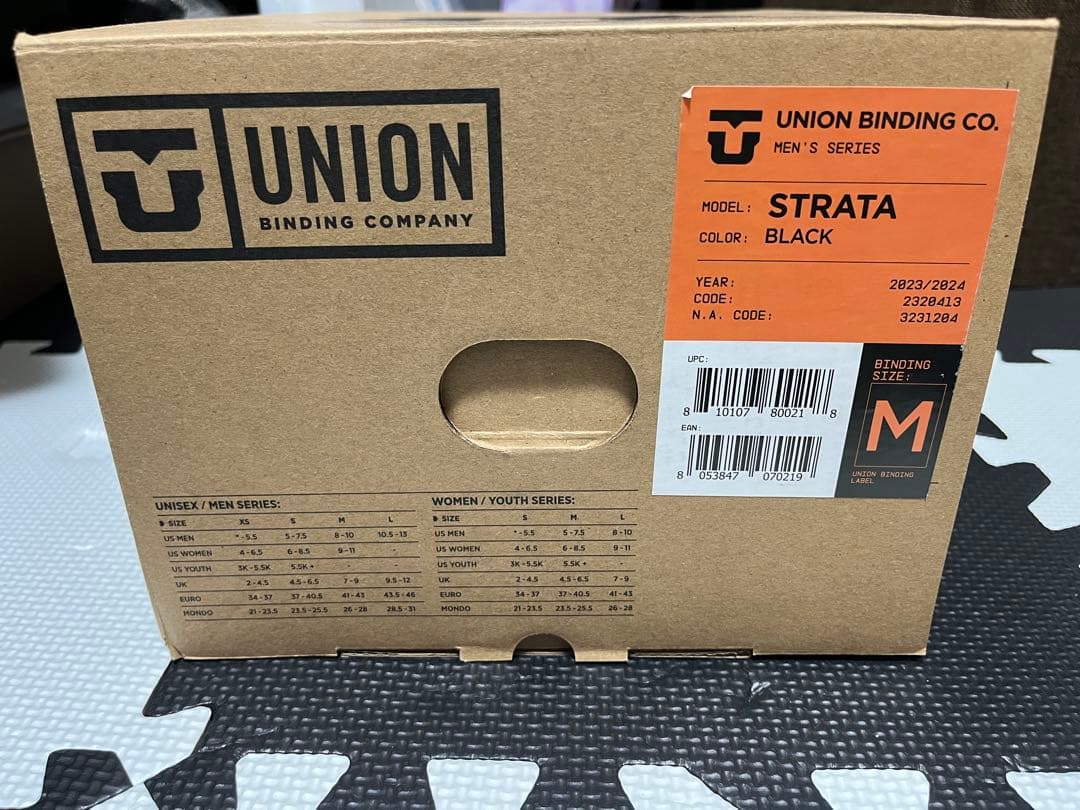 UNION
BINDING COMPANY
UNION BINDING CO.
MEN'S SERIES
MODEL: STRATA
COLOR: BLACK
YEAR: 2023/2024
CODE: 2320413
N.A. CODE: 3231204
UPC:
8 10107 80021 8
EAN:
8 053847 070219
BINDING
SIZE:
M
UNION BINDING
LABEL
UNISEX / MEN SERIES:
SIZE XS S M L
US MEN *-5.5 5-7.5 8-10 10.5-13
US WOMEN 4-6.5 6-8.5 9-11 -
US YOUTH 3K-5.5K 5.5K+ - -
UK 2-4.5 4.5-6.5 7-9 9.5-12
EURO 34-37 37-40.5 41-43 43.5-46
MONDO 21-23.5 23.5-25.5 26-28 28.5-31
WOMEN / YOUTH SERIES:
SIZE S M L
US MEN *-5.5 5-7.5 8-10
US WOMEN 4-6.5 6-8.5 9-11
US YOUTH 3K-5.5K 5.5K+ -
UK 2-4.5 4.5-6.5 7-9
EURO 34-37 37-40.5 41-43
MONDO 21-23.5 23.5-25.5 26-28